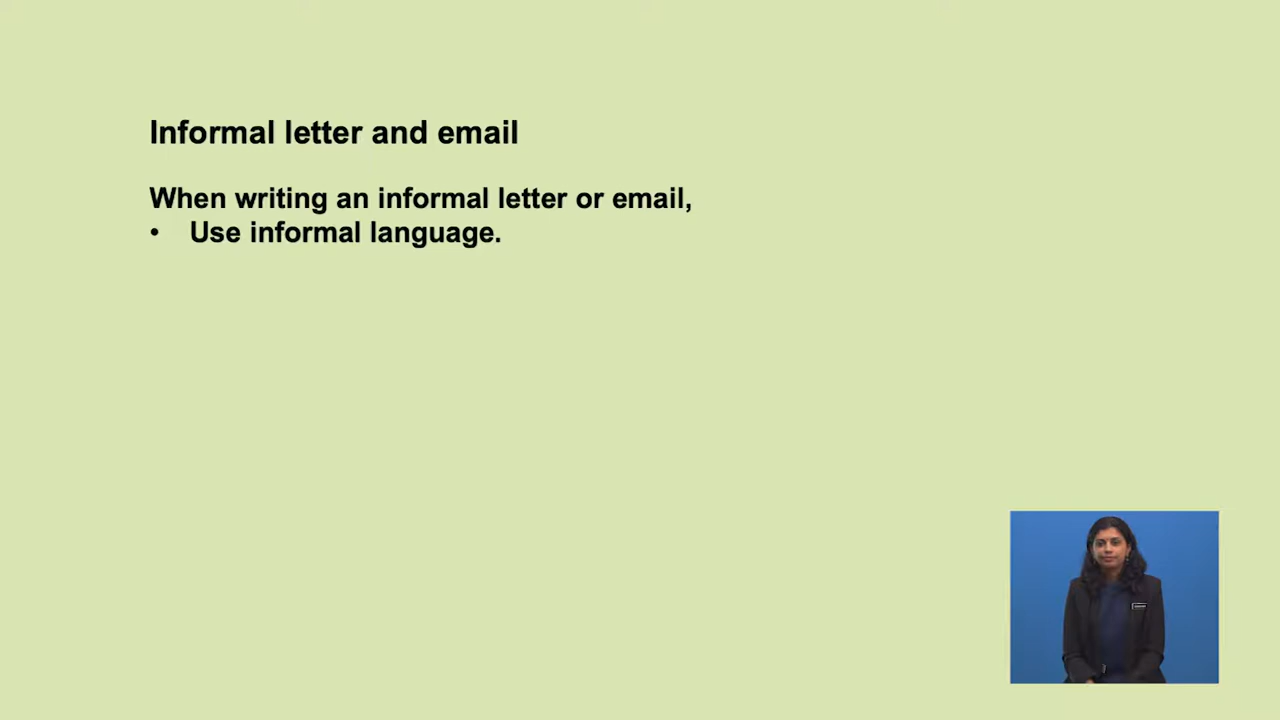 Informal letter and email
When writing an informal letter or email,
• Use informal language.